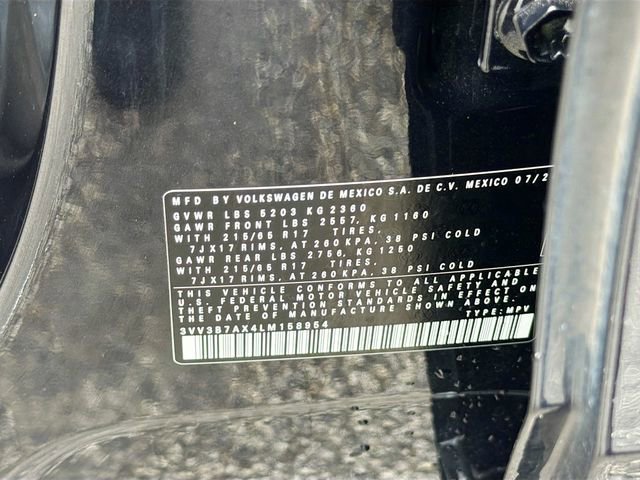 MFD BY VOLKSWAGEN DE MEXICO S.A. DE C.V. MEXICO 07/2
GVWR LBS 5203 KG 2360
GAWR FRONT LBS 2557, KG 1160
WITH 215/65 R17 TIRES.
7JX17 RIMS, AT 260 KPA, 38 PSI COLD
GAWR REAR LBS 2756, KG 1250
WITH 215/65 R17 TIRES.
7JX17 RIMS, AT 260 KPA, 38 PSI COLD
THIS VEHICLE CONFORMS TO ALL APPLICABLE
U.S. FEDERAL MOTOR VEHICLE SAFETY AND
THEFT PREVENTION STANDARDS IN EFFECT ON
THE DATE OF MANUFACTURE SHOWN ABOVE.
3VV3B7AX4LM158954 TYPE: MPV